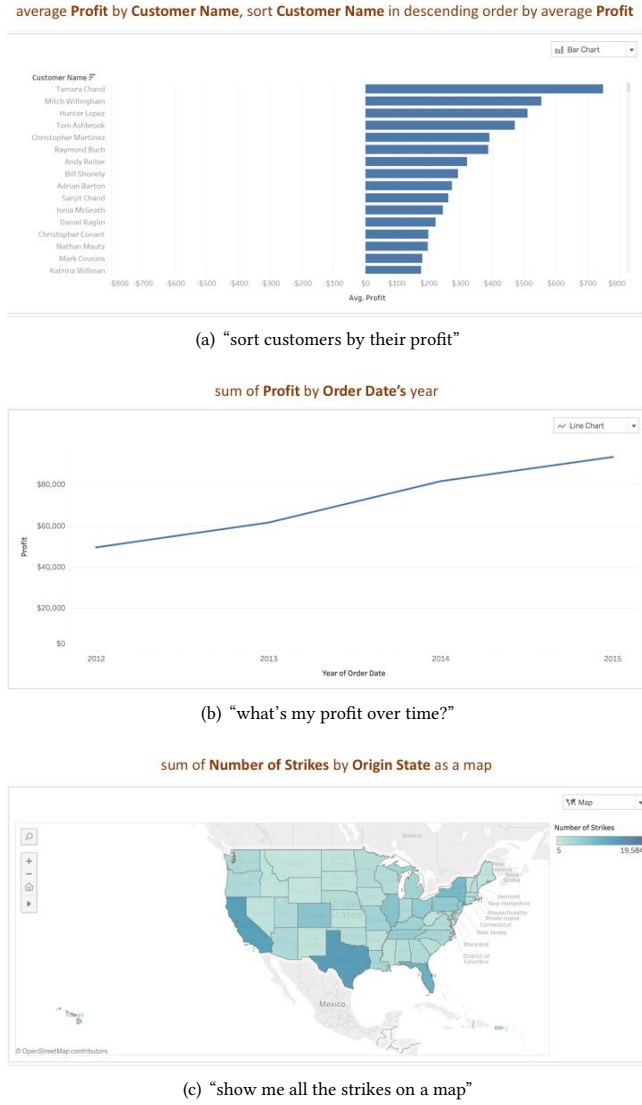 average Profit by Customer Name, sort Customer Name in descending order by average Profit
Bar Chart
Customer Name
Tamara Chand
Mitch Willingham
Hunter Lopez
Tom Ashbrook
Christopher Martinez
Raymond Buch
Andy Reiter
Bill Shonely
Adrian Barton
Sanjit Chand
Ionia McGrath
Daniel Raglin
Christopher Conant
Nathan Mautz
Mark Cousins
Katrina Willman
-$800 -$700 -$600 -$500 -$400 -$300 -$200 -$100 $0 $100 $200 $300 $400 $500 $600 $700 $800
Avg. Profit
(a) “sort customers by their profit”
sum of Profit by Order Date’s year
Line Chart
$80,000
$60,000
$40,000
$20,000
$0
Profit
2012 2013 2014 2015
Year of Order Date
(b) “what’s my profit over time?”
sum of Number of Strikes by Origin State as a map
Map
Number of Strikes
5 19,584
Ontario
Nova
Scotia
Vermont
New Hampshire
Massachusetts
Rhode Island
Connecticut
New Jersey
Maryland
District of
Columbia
United
States
Mexico
Hawaii
© OpenStreetMap contributors
(c) “show me all the strikes on a map”